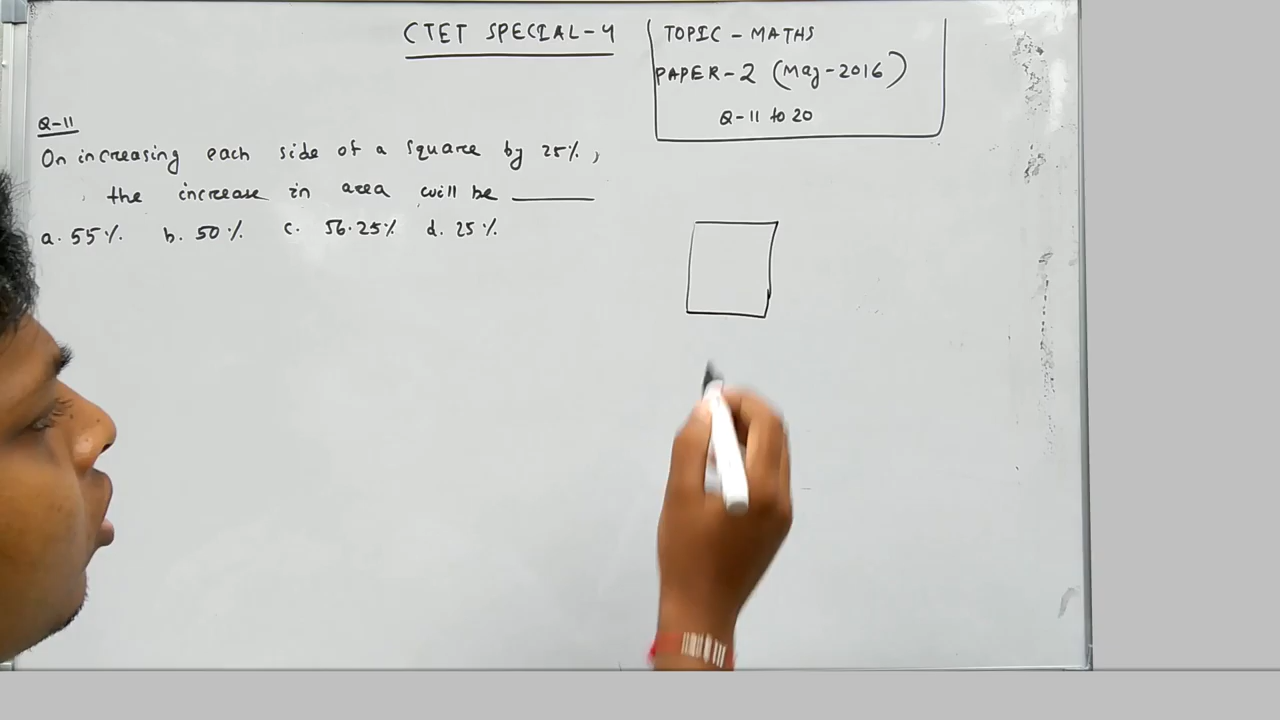 CTET SPECIAL-4
TOPIC - MATHS
PAPER-2 (May-2016)
Q-11 to 20
Q-11
On increasing each side of a square by 25%,
the increase in area will be ______
a. 55% b. 50% c. 56.25% d. 25%